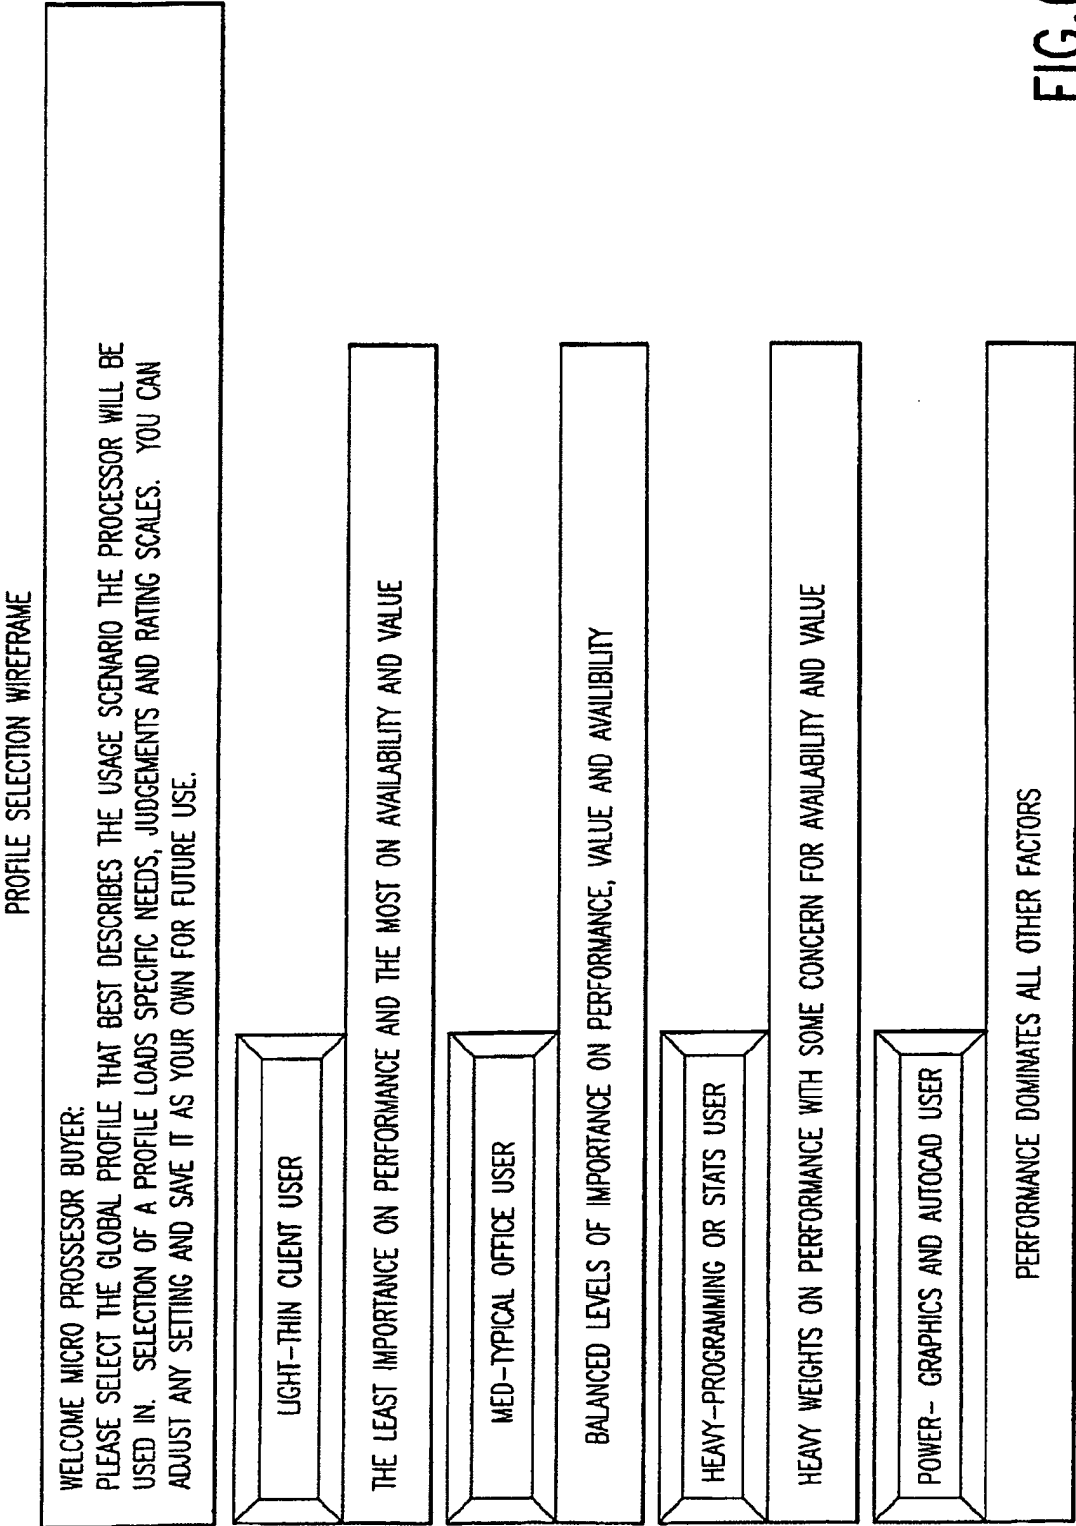 PROFILE SELECTION WIREFRAME
WELCOME MICRO PROSSESOR BUYER:
PLEASE SELECT THE GLOBAL PROFILE THAT BEST DESCRIBES THE USAGE SCENARIO THE PROCESSOR WILL BE
USED IN. SELECTION OF A PROFILE LOADS SPECIFIC NEEDS, JUDGEMENTS AND RATING SCALES. YOU CAN
ADJUST ANY SETTING AND SAVE IT AS YOUR OWN FOR FUTURE USE.
LIGHT-THIN CLIENT USER
THE LEAST IMPORTANCE ON PERFORMANCE AND THE MOST ON AVAILABILITY AND VALUE
MED-TYPICAL OFFICE USER
BALANCED LEVELS OF IMPORTANCE ON PERFORMANCE, VALUE AND AVAILIBILITY
HEAVY-PROGRAMMING OR STATS USER
HEAVY WEIGHTS ON PERFORMANCE WITH SOME CONCERN FOR AVAILABILITY AND VALUE
POWER- GRAPHICS AND AUTOCAD USER
PERFORMANCE DOMINATES ALL OTHER FACTORS
FIG.